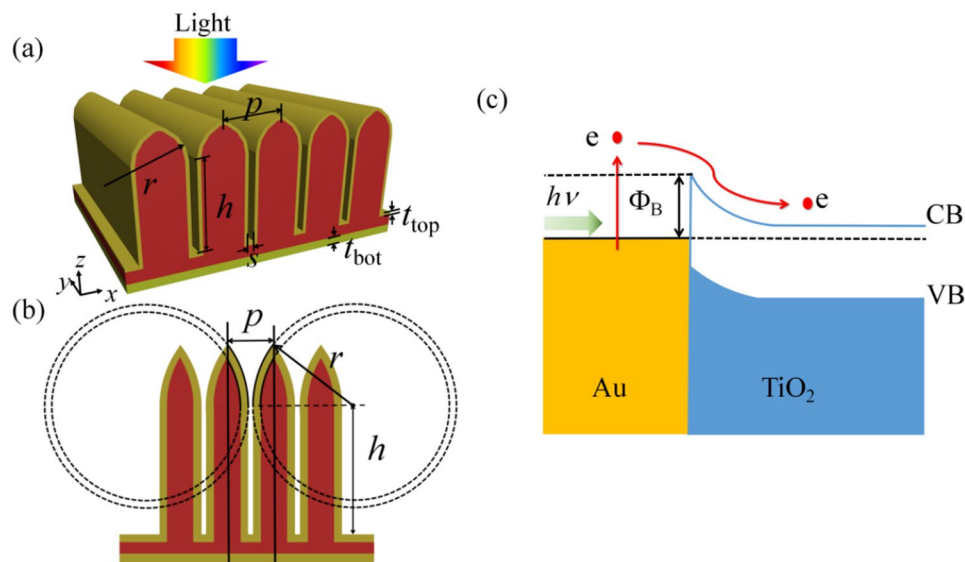 (a)
Light
p
r
h
s
t_top
t_bot
z
y
x
(b)
p
r
h
(c)
e
hν
Φ_B
e
CB
VB
Au
TiO₂